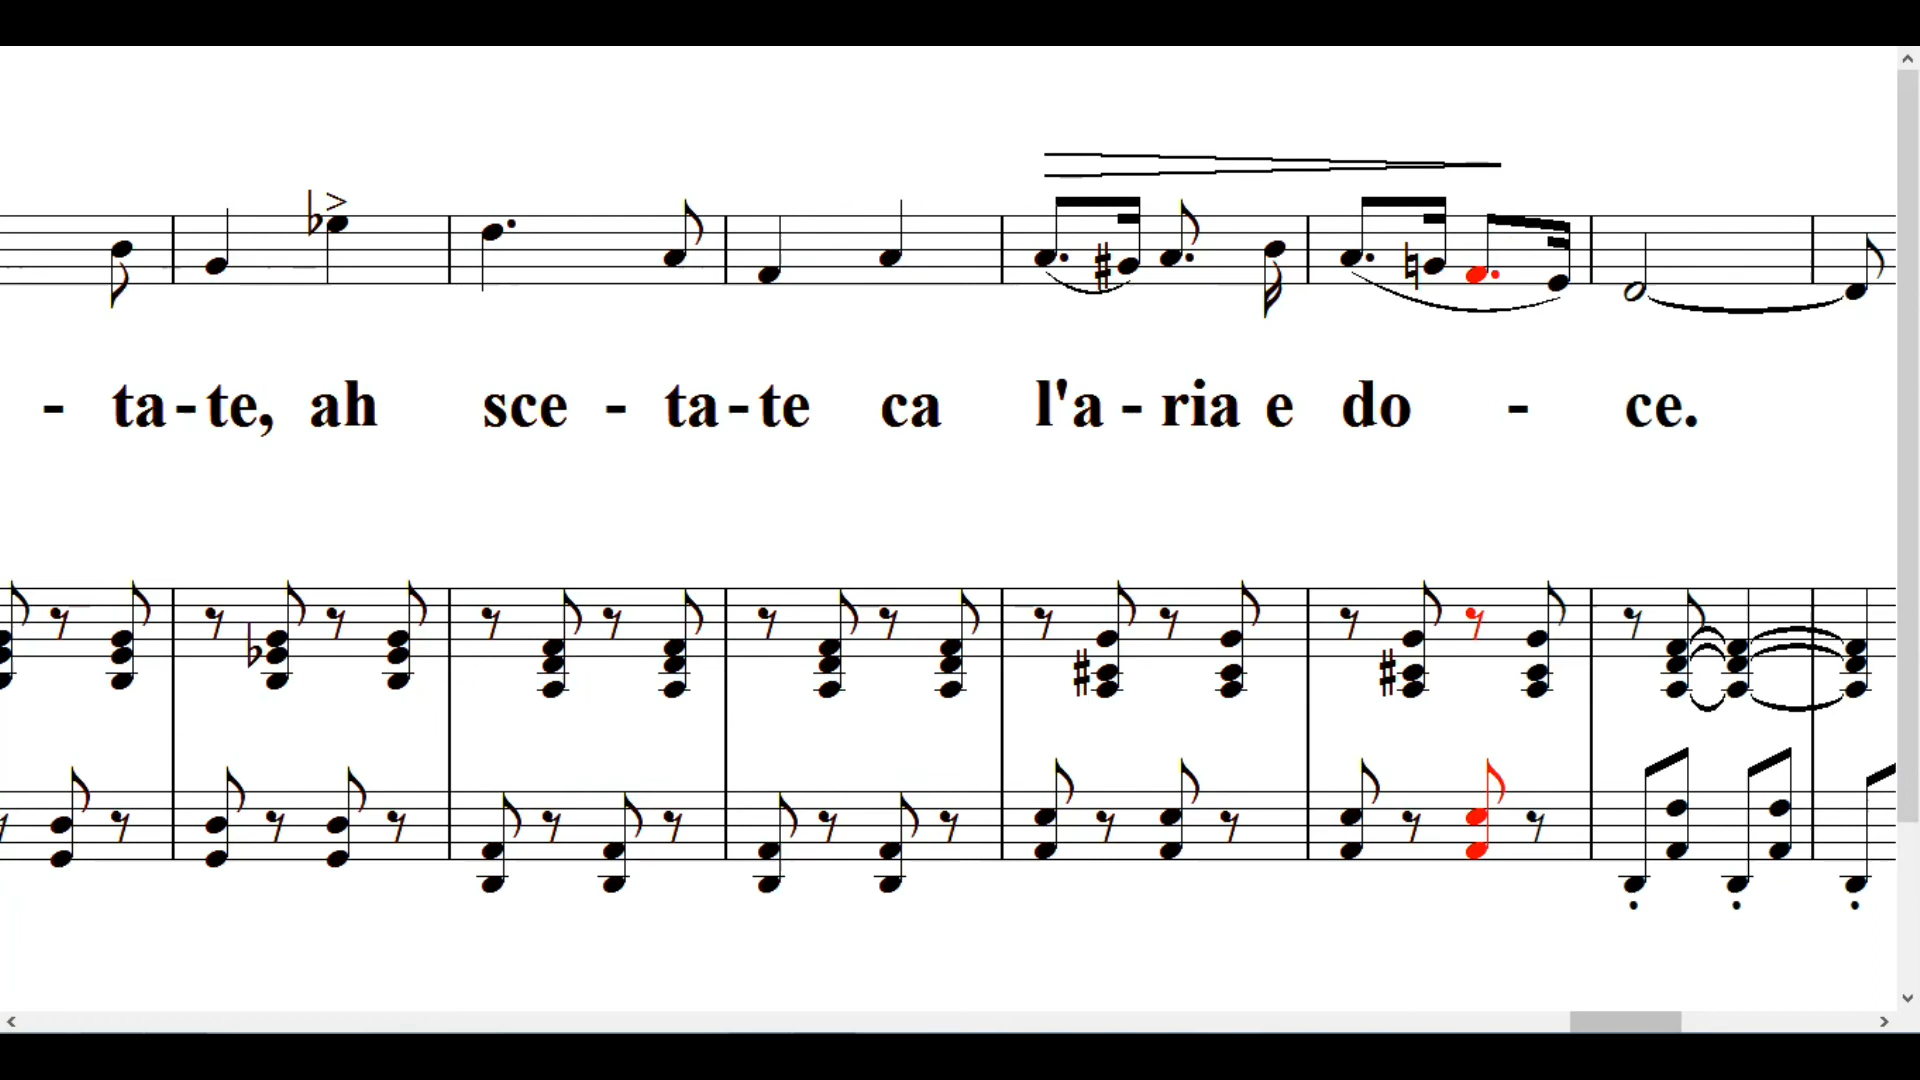 - ta-te, ah sce - ta-te ca l'a - ria e do - ce.